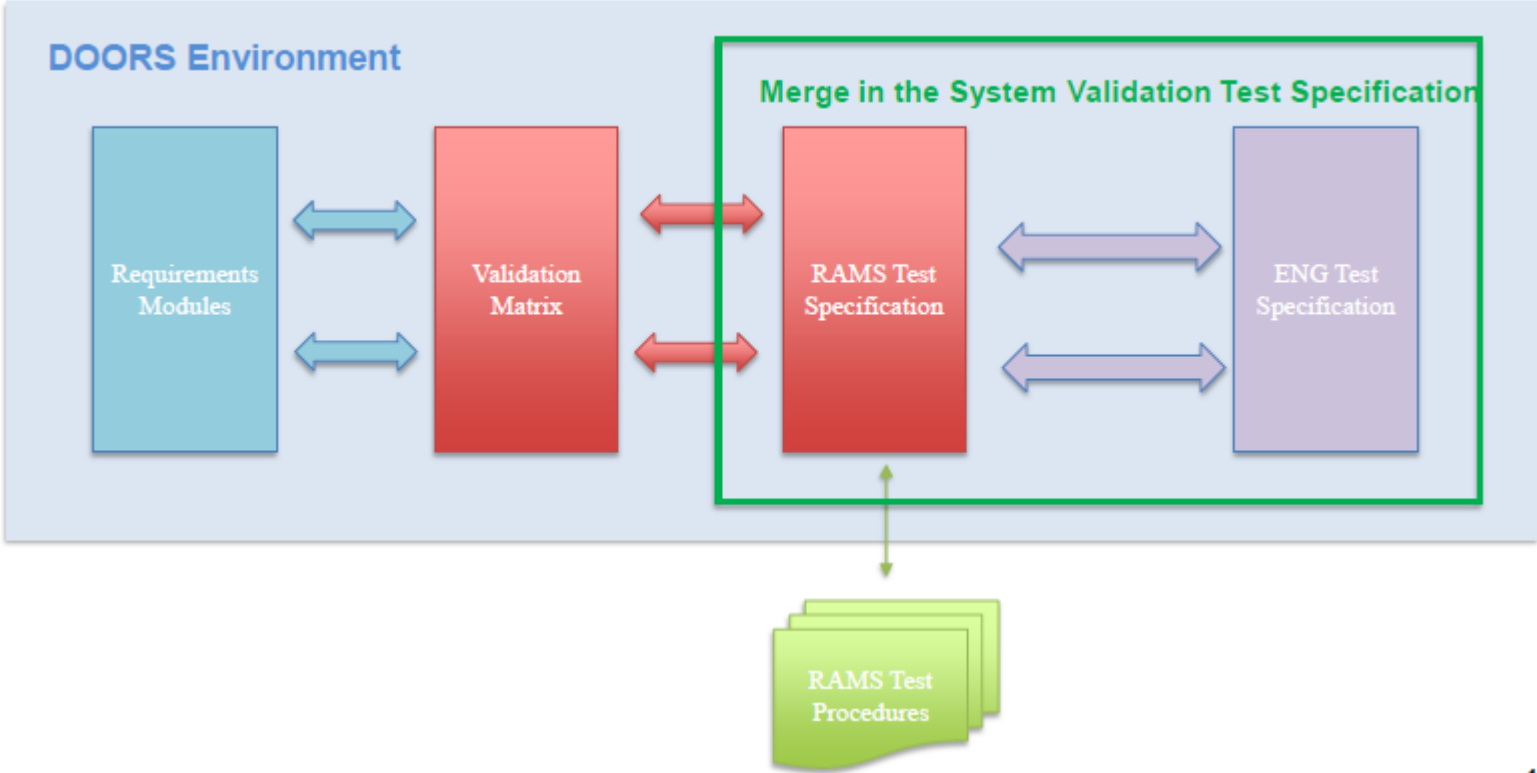 DOORS Environment
Merge in the System Validation Test Specification
Requirements
Modules
Validation
Matrix
RAMS Test
Specification
ENG Test
Specification
RAMS Test
Procedures